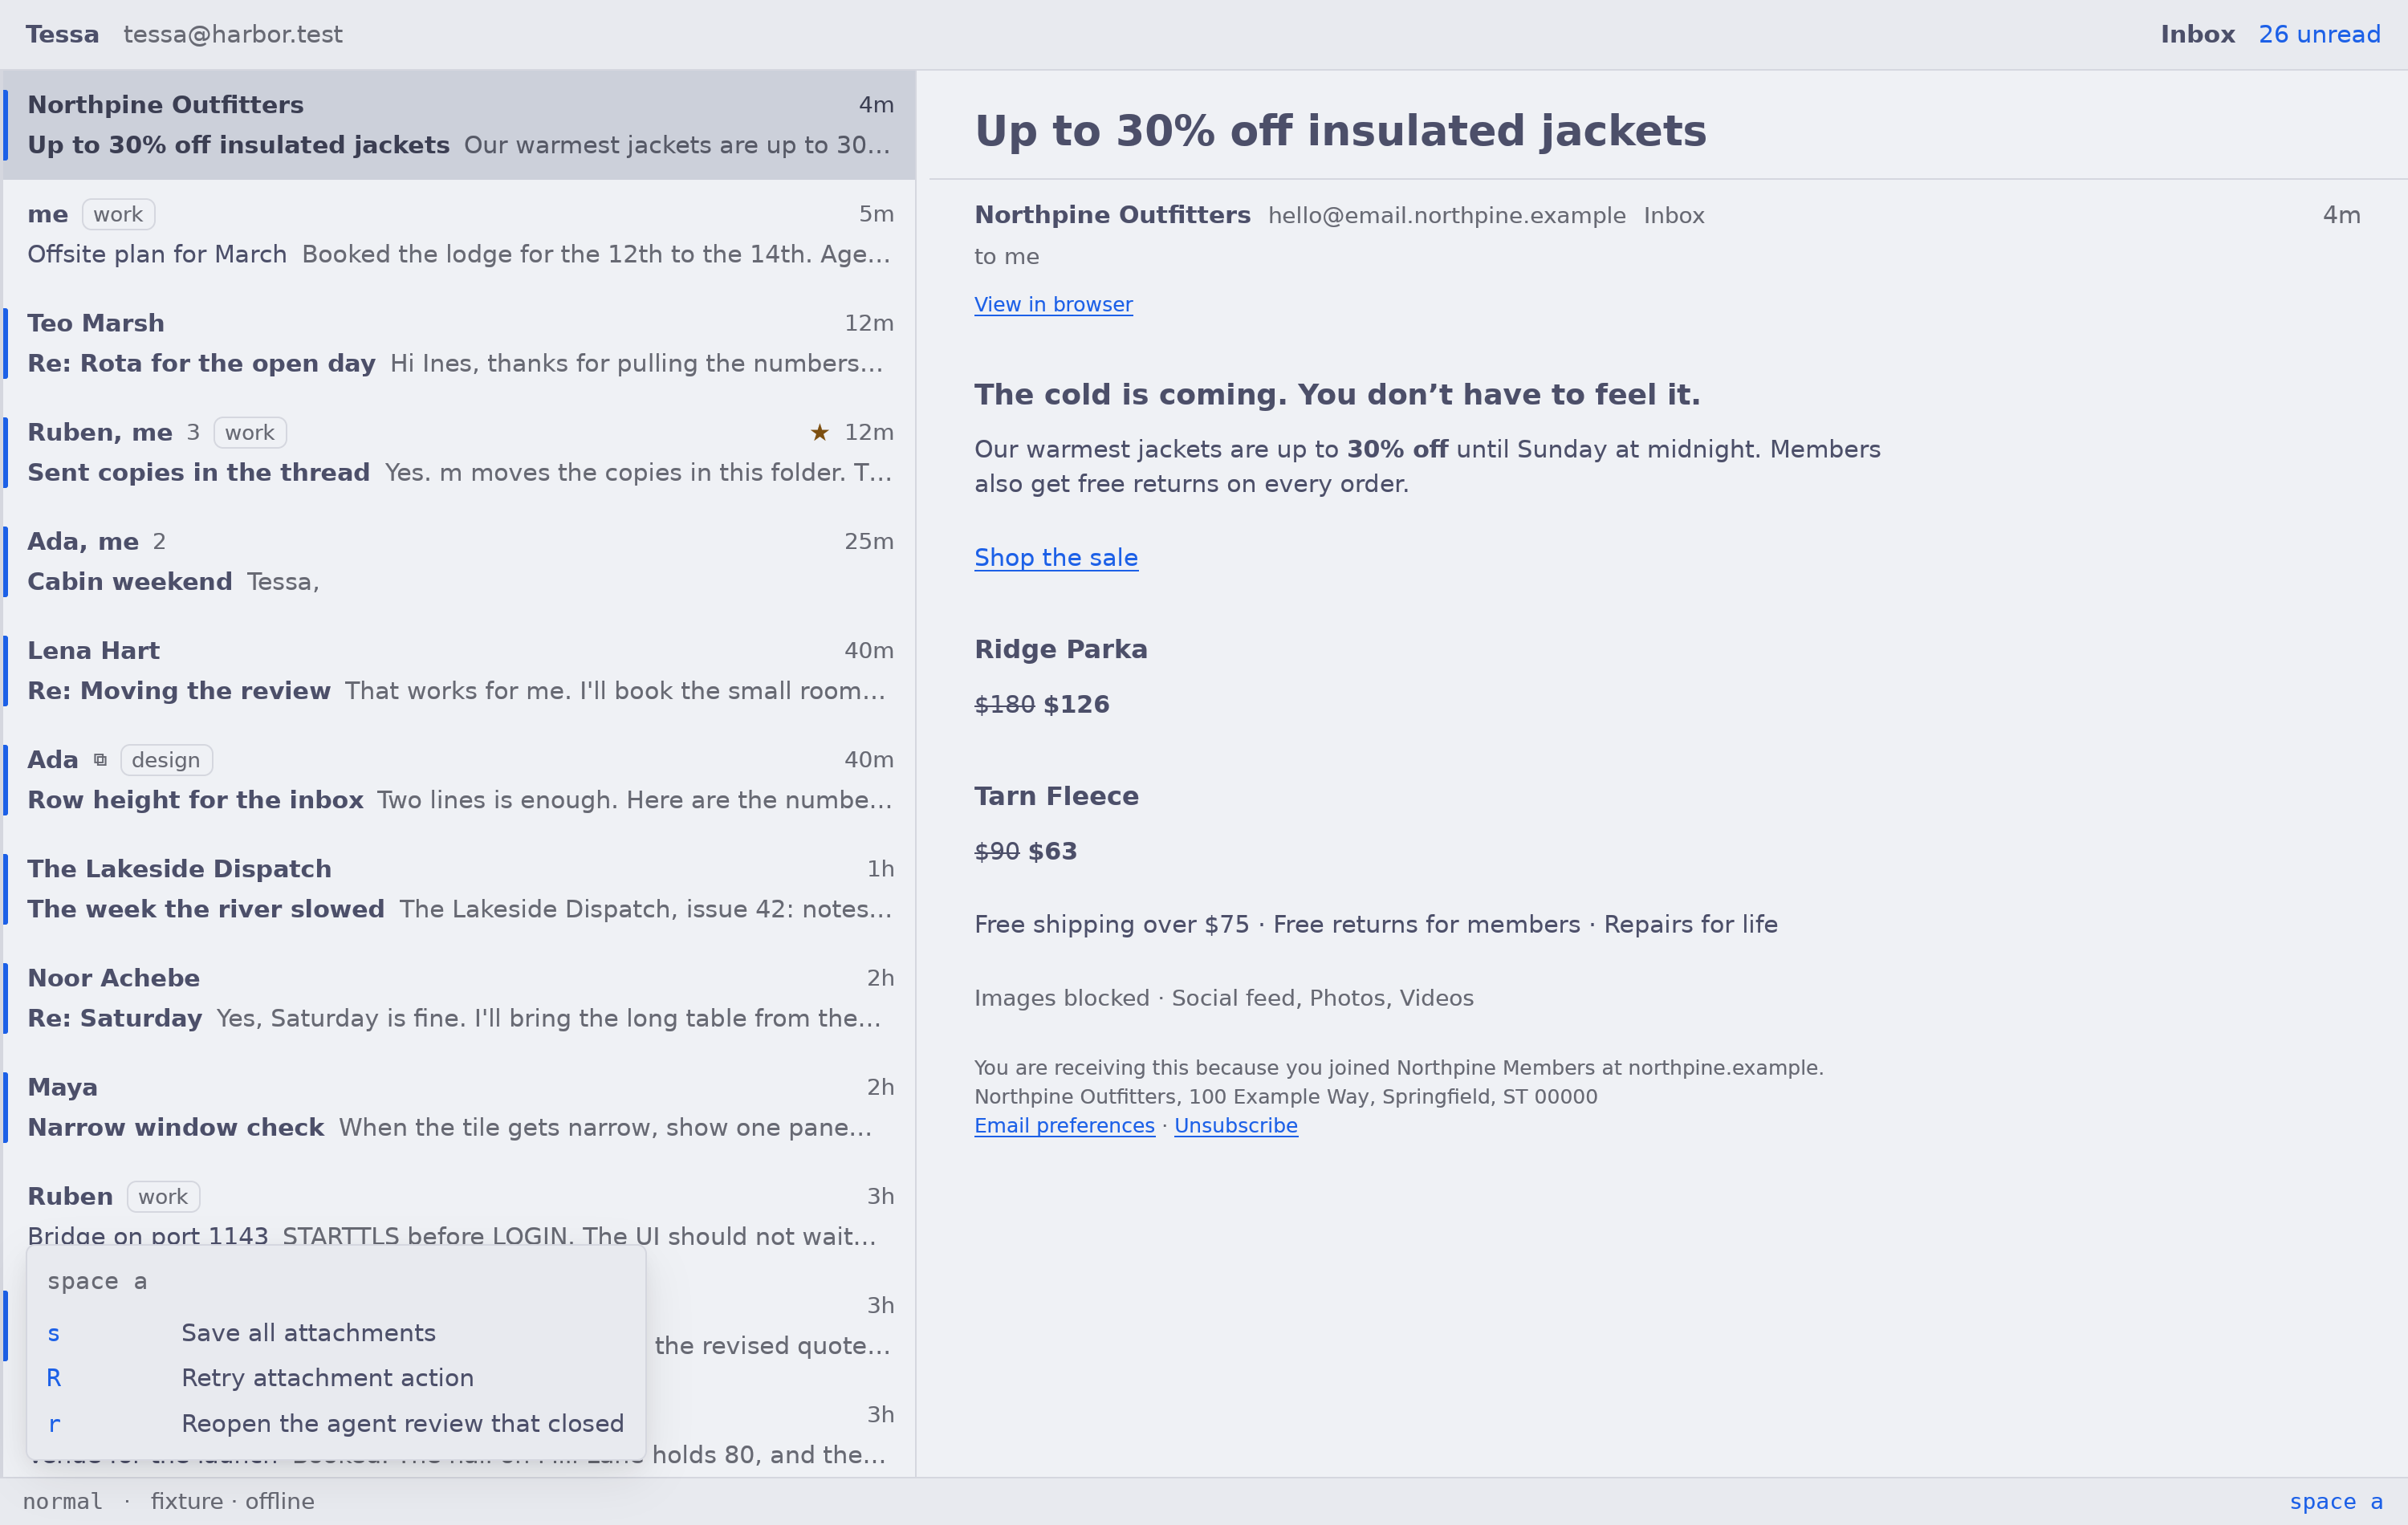 Tessa tessa@harbor.test
Inbox 26 unread
Northpine Outfitters 4m
Up to 30% off insulated jackets Our warmest jackets are up to 30…
me work 5m
Offsite plan for March Booked the lodge for the 12th to the 14th. Age…
Teo Marsh 12m
Re: Rota for the open day Hi Ines, thanks for pulling the numbers…
Ruben, me 3 work ★ 12m
Sent copies in the thread Yes. m moves the copies in this folder. T…
Ada, me 2 25m
Cabin weekend Tessa,
Lena Hart 40m
Re: Moving the review That works for me. I'll book the small room…
Ada design 40m
Row height for the inbox Two lines is enough. Here are the numbe…
The Lakeside Dispatch 1h
The week the river slowed The Lakeside Dispatch, issue 42: notes…
Noor Achebe 2h
Re: Saturday Yes, Saturday is fine. I'll bring the long table from the…
Maya 2h
Narrow window check When the tile gets narrow, show one pane…
Ruben work 3h
Bridge on port 1143 STARTTLS before LOGIN. The UI should not wait…
3h
the revised quote…
3h
holds 80, and the…
space a
s Save all attachments
R Retry attachment action
r Reopen the agent review that closed
Up to 30% off insulated jackets
Northpine Outfitters hello@email.northpine.example Inbox 4m
to me
View in browser
The cold is coming. You don’t have to feel it.
Our warmest jackets are up to 30% off until Sunday at midnight. Members
also get free returns on every order.
Shop the sale
Ridge Parka
$180 $126
Tarn Fleece
$90 $63
Free shipping over $75 · Free returns for members · Repairs for life
Images blocked · Social feed, Photos, Videos
You are receiving this because you joined Northpine Members at northpine.example.
Northpine Outfitters, 100 Example Way, Springfield, ST 00000
Email preferences · Unsubscribe
normal · fixture · offline
space a